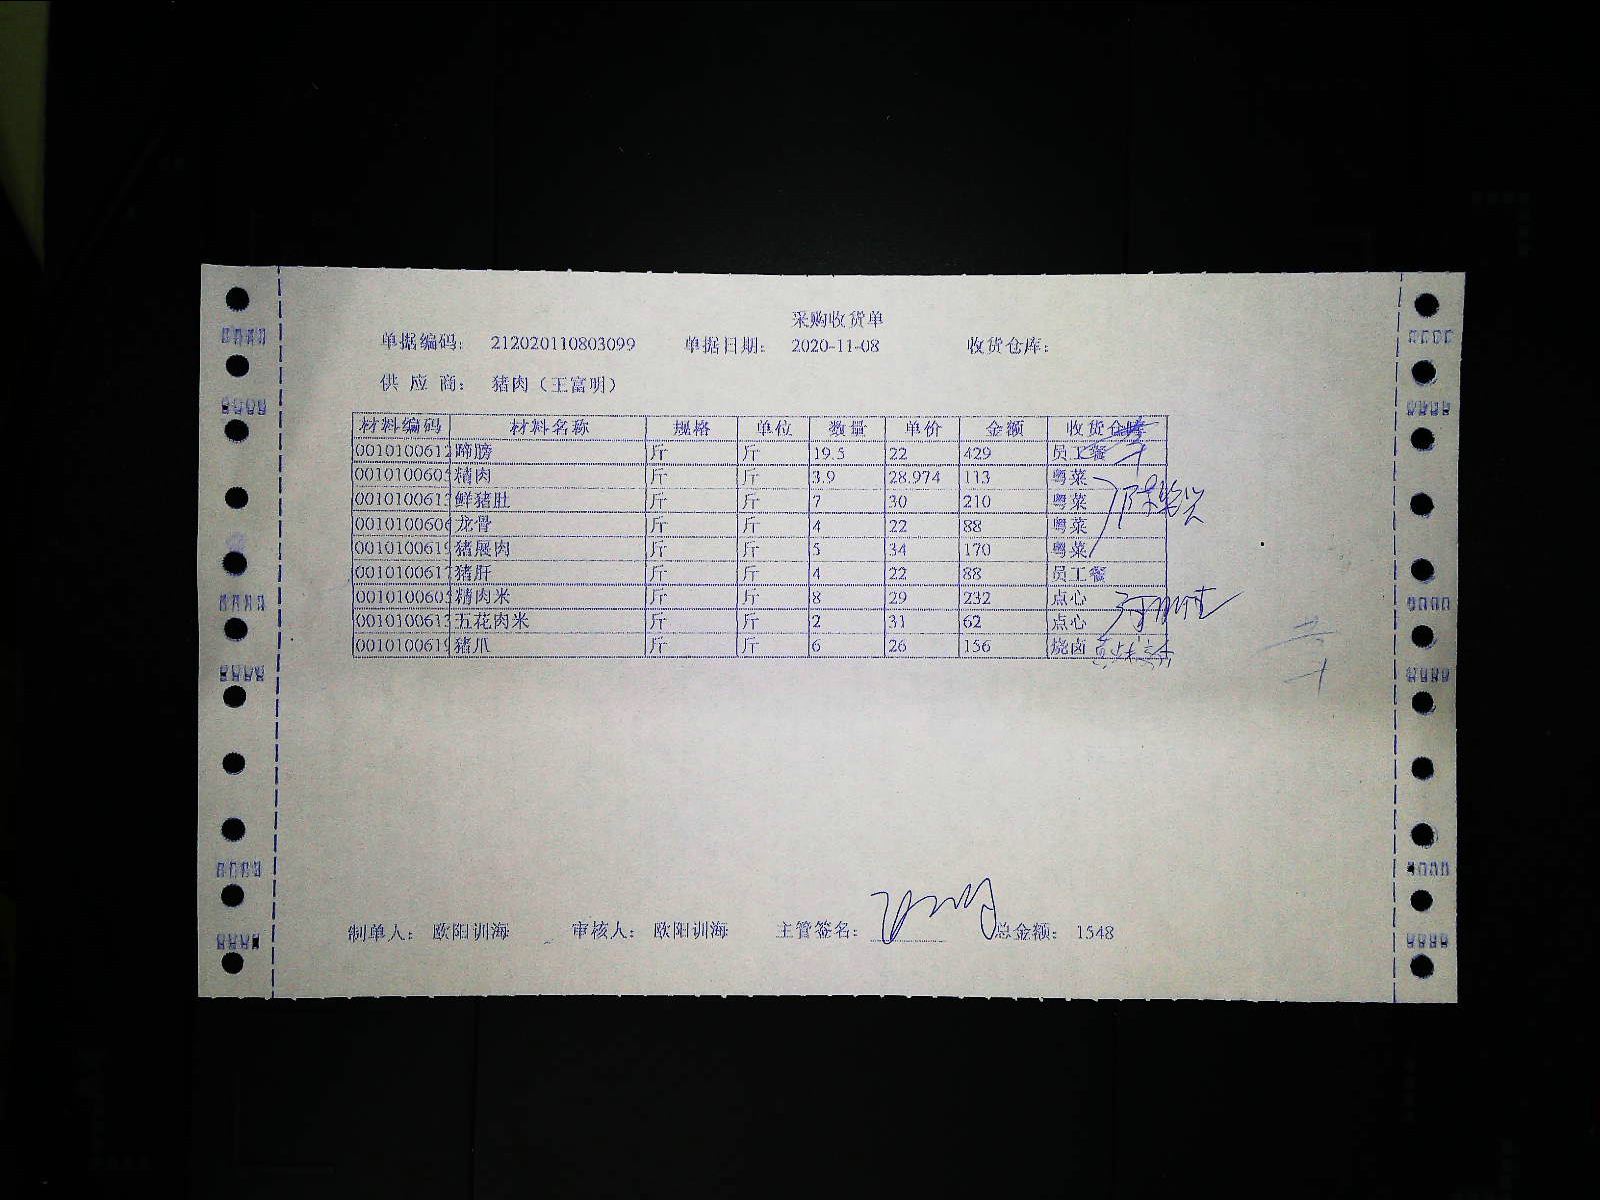 采购收货单
单据编码： 212020110803099 单据日期： 2020-11-08 收货仓库：
供 应 商： 猪肉（王富明）
材料编码 材料名称 规格 单位 数量 单价 金额 收货仓库
0010100612 蹄膀 斤 斤 19.5 22 429 员工餐
0010100603 精肉 斤 斤 3.9 28.974 113 粤菜
0010100613 鲜猪肚 斤 斤 7 30 210 粤菜
0010100606 龙骨 斤 斤 4 22 88 粤菜
0010100619 猪展肉 斤 斤 5 34 170 粤菜
0010100617 猪肝 斤 斤 4 22 88 员工餐
0010100603 精肉米 斤 斤 8 29 232 点心
0010100613 五花肉米 斤 斤 2 31 62 点心
0010100619 猪爪 斤 斤 6 26 156 烧卤
制单人： 欧阳训海 审核人： 欧阳训海 主管签名： 总金额： 1548